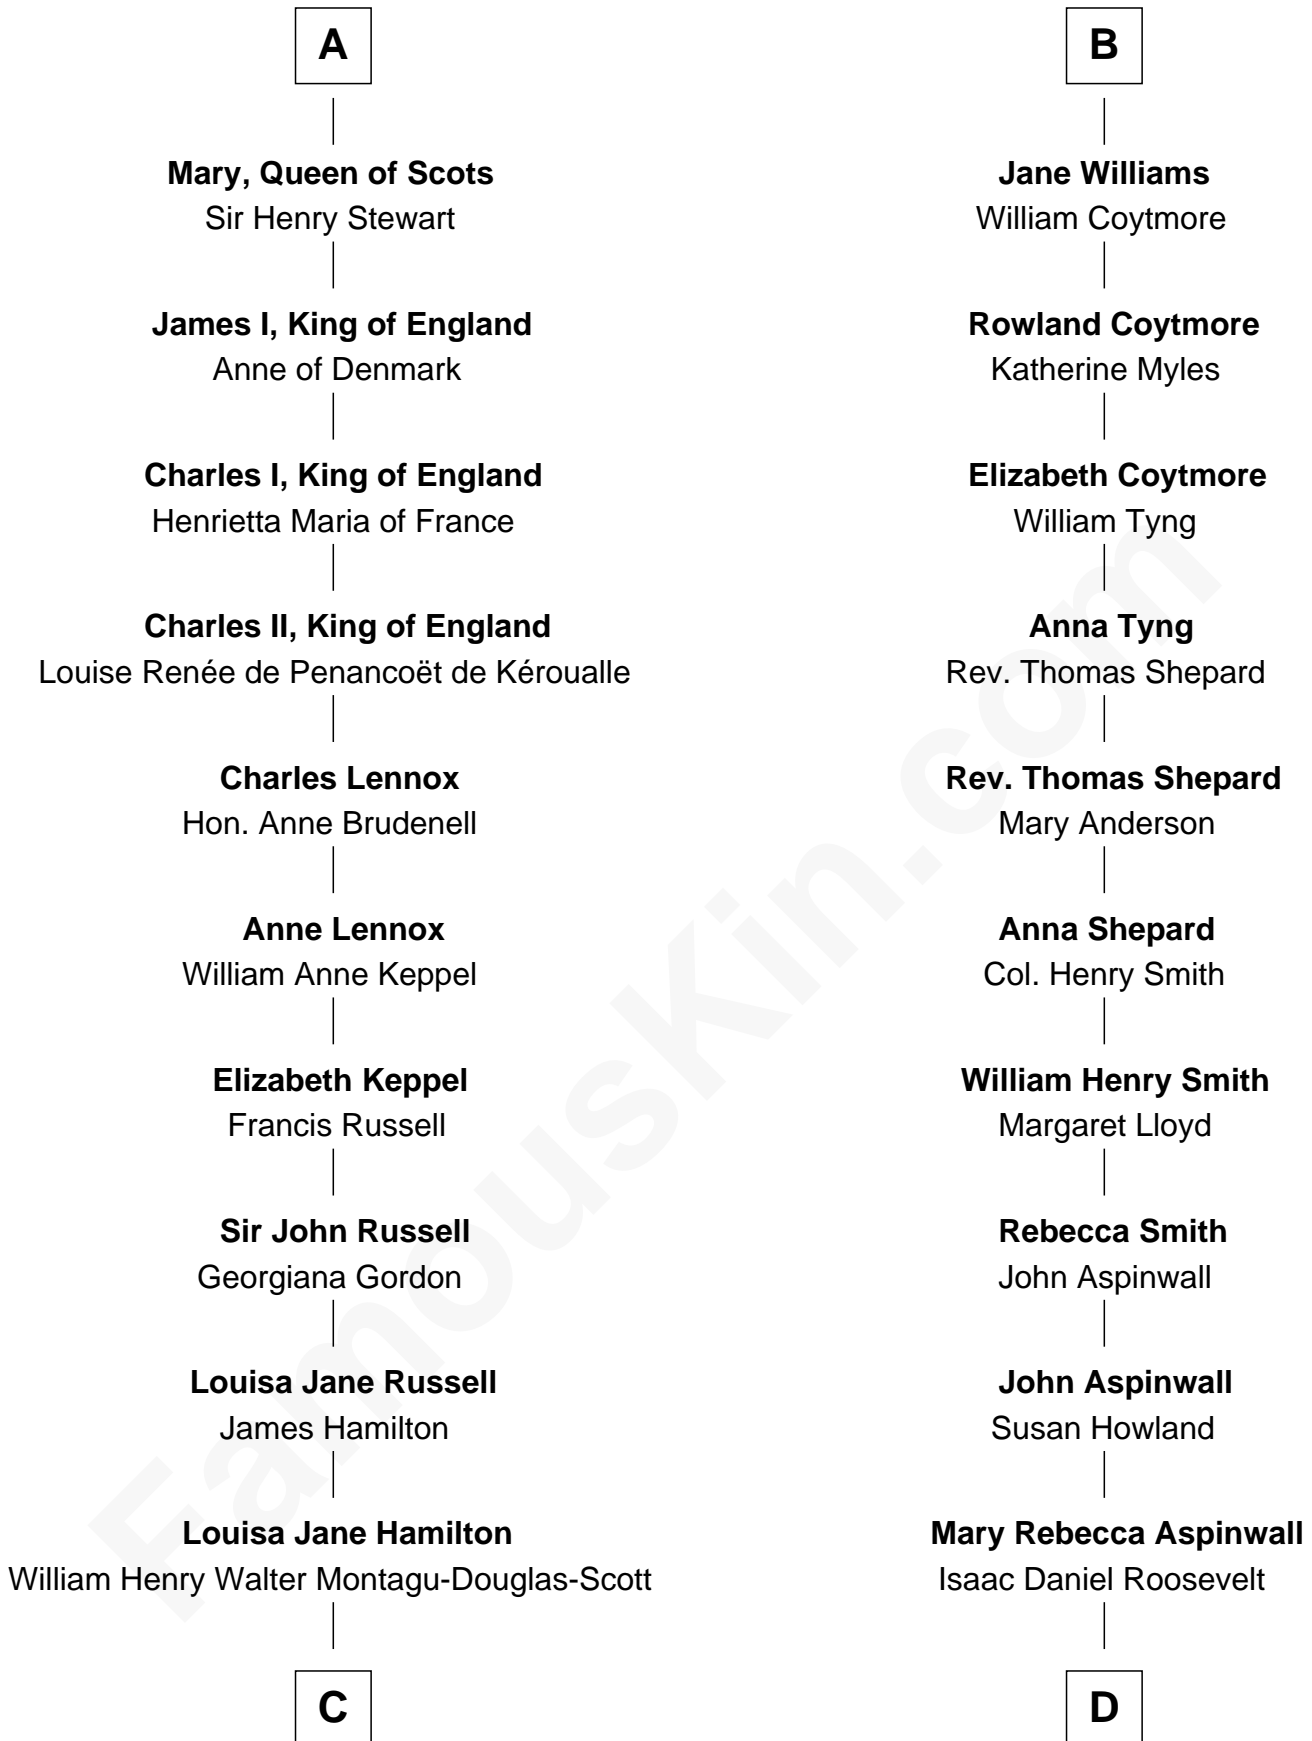 A
Mary, Queen of Scots
Sir Henry Stewart
James I, King of England
Anne of Denmark
Charles I, King of England
Henrietta Maria of France
Charles II, King of England
Louise Renée de Penancoët de Kéroualle
Charles Lennox
Hon. Anne Brudenell
Anne Lennox
William Anne Keppel
Elizabeth Keppel
Francis Russell
Sir John Russell
Georgiana Gordon
Louisa Jane Russell
James Hamilton
Louisa Jane Hamilton
William Henry Walter Montagu-Douglas-Scott
C
B
Jane Williams
William Coytmore
Rowland Coytmore
Katherine Myles
Elizabeth Coytmore
William Tyng
Anna Tyng
Rev. Thomas Shepard
Rev. Thomas Shepard
Mary Anderson
Anna Shepard
Col. Henry Smith
William Henry Smith
Margaret Lloyd
Rebecca Smith
John Aspinwall
John Aspinwall
Susan Howland
Mary Rebecca Aspinwall
Isaac Daniel Roosevelt
D
FamousKin.com